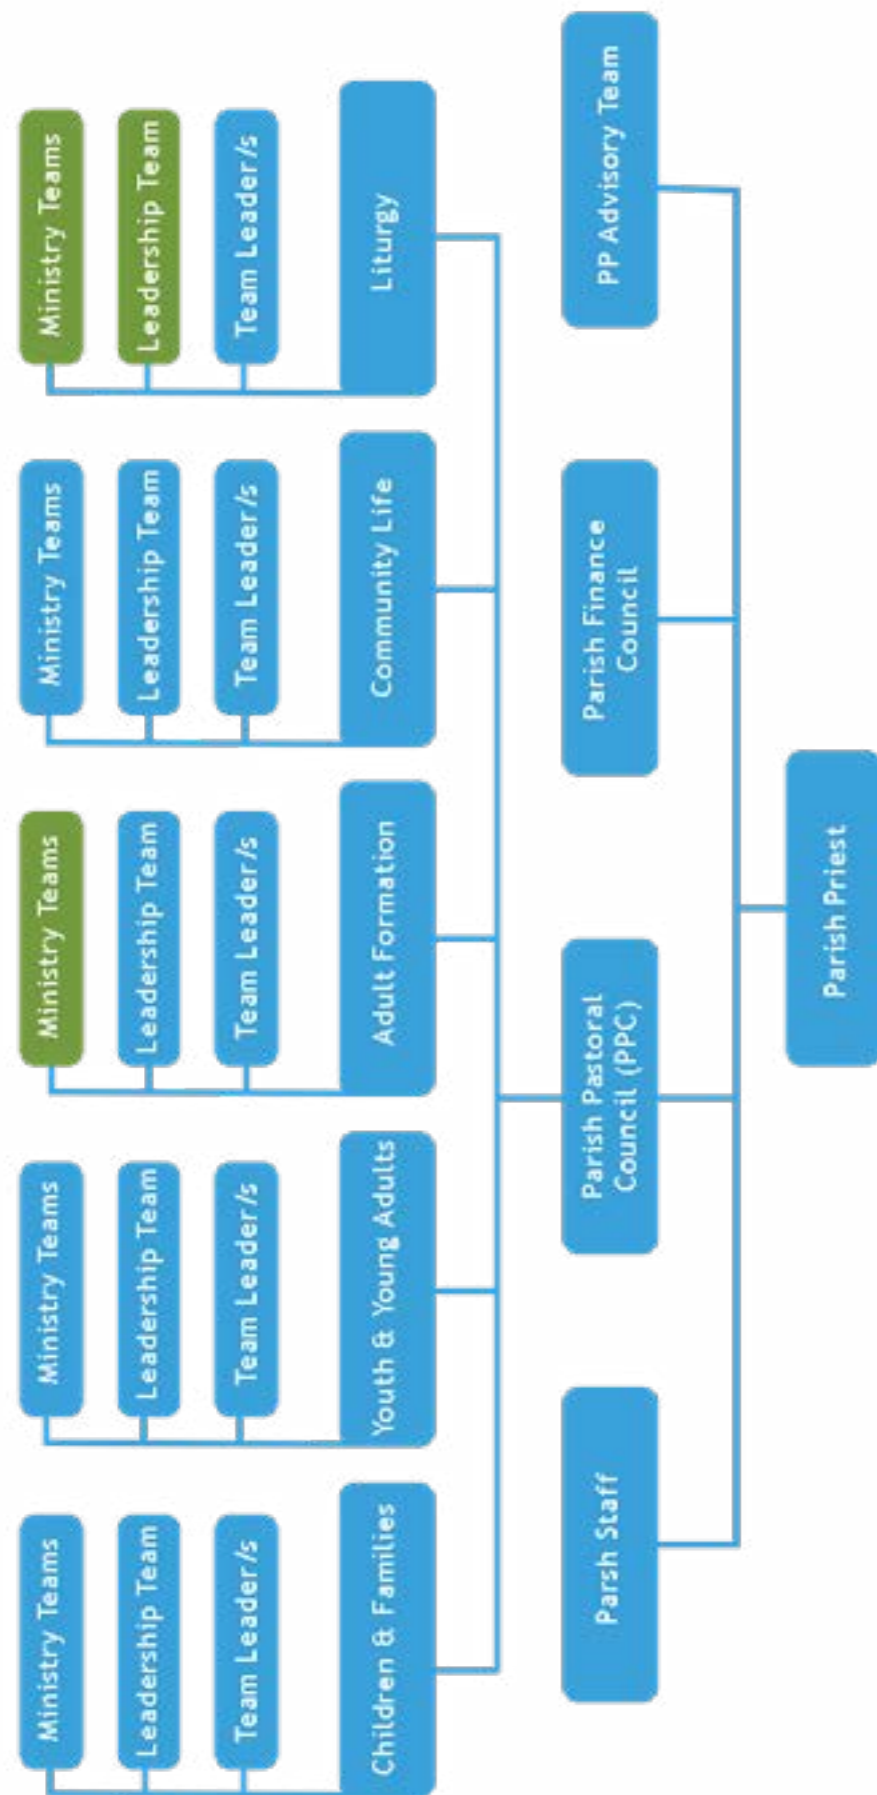 Ministry Teams
Ministry Teams
Ministry Teams
Ministry Teams
Ministry Teams
Leadership Team
Leadership Team
Leadership Team
Leadership Team
Leadership Team
Team Leader/s
Team Leader/s
Team Leader/s
Team Leader/s
Team Leader/s
Children & Families
Youth & Young Adults
Adult Formation
Community Life
Liturgy
Parsh Staff
Parish Pastoral
Council (PPC)
Parish Finance
Council
PP Advisory Team
Parish Priest